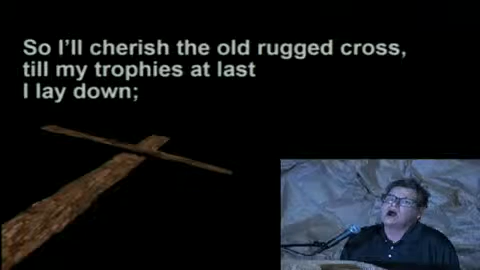 So I'll cherish the old rugged cross,
till my trophies at last
I lay down;